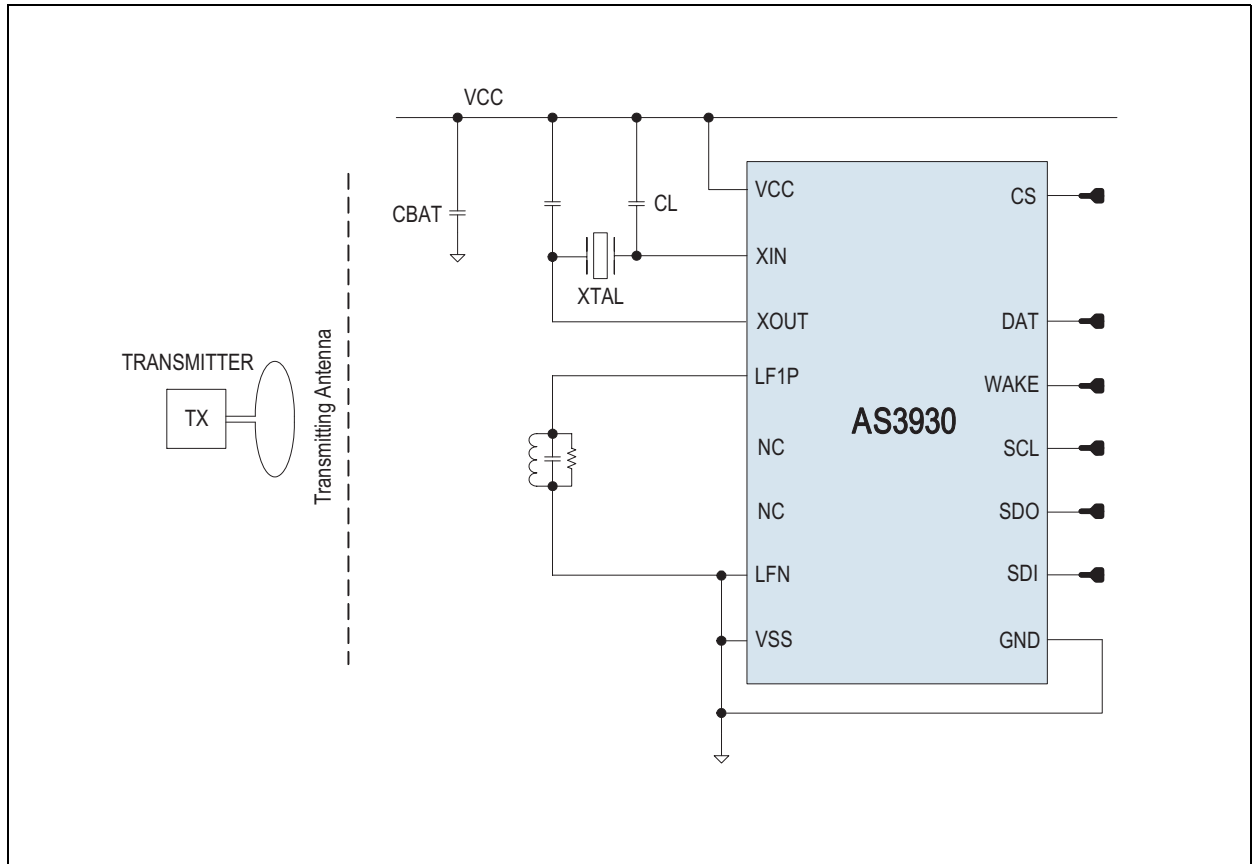 VCC
CBAT
CL
XTAL
TRANSMITTER
TX
Transmitting Antenna
VCC
XIN
XOUT
LF1P
NC
NC
LFN
VSS
AS3930
CS
DAT
WAKE
SCL
SDO
SDI
GND